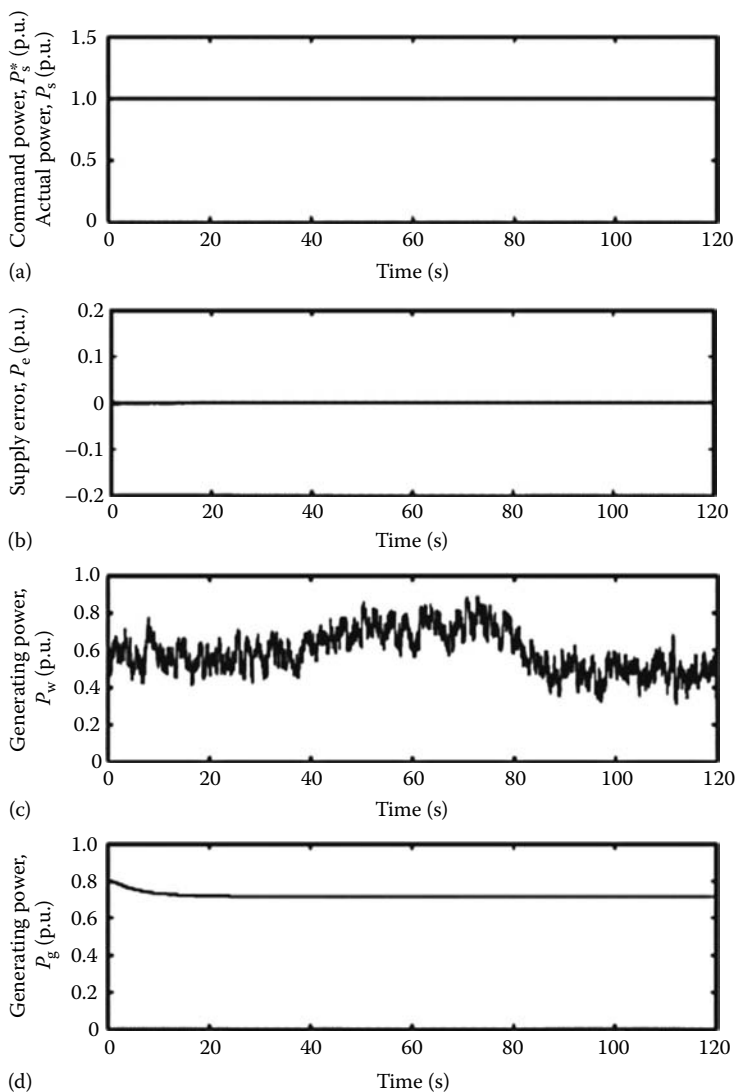 Command power, P*s (p.u.)
Actual power, Ps (p.u.)
1.5
1.0
0.5
0
0 20 40 60 80 100 120
Time (s)
(a)
Supply error, Pe (p.u.)
0.2
0.1
0
−0.1
−0.2
0 20 40 60 80 100 120
Time (s)
(b)
Generating power,
Pw (p.u.)
1.0
0.8
0.6
0.4
0.2
0
0 20 40 60 80 100 120
Time (s)
(c)
Generating power,
Pg (p.u.)
1.0
0.8
0.6
0.4
0.2
0
0 20 40 60 80 100 120
Time (s)
(d)